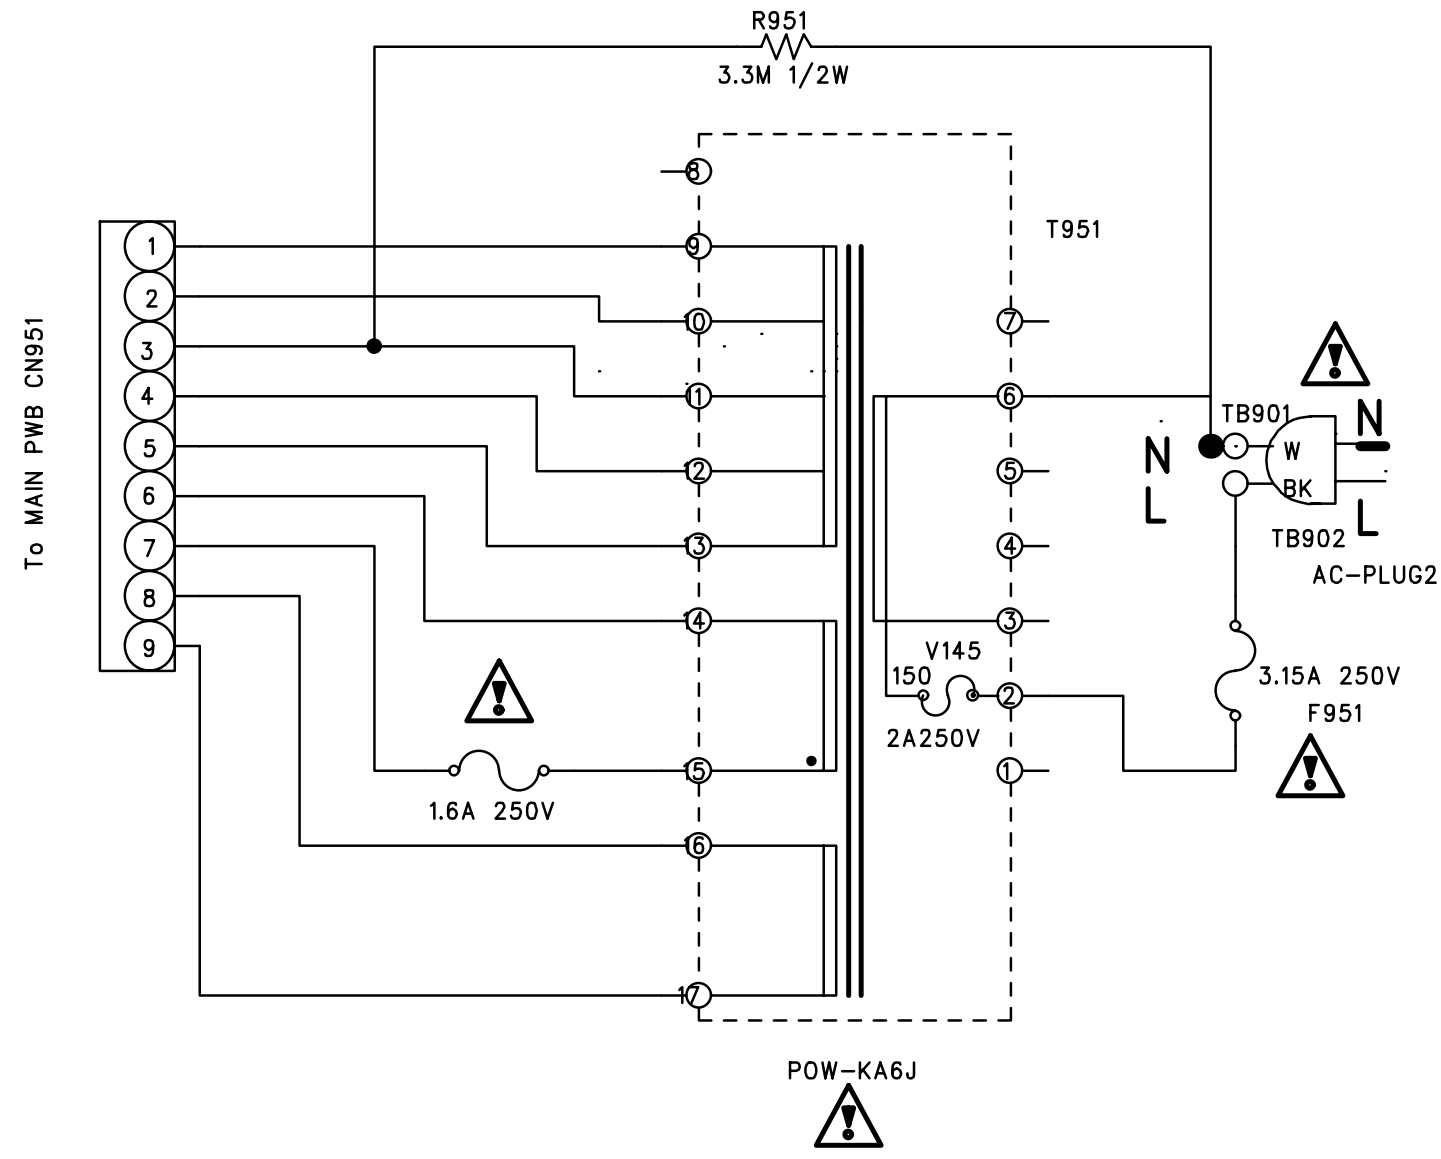 R951
3.3M 1/2W
T951
To MAIN PWB CN951
1
2
3
4
5
6
7
8
9
8
9
10
11
12
13
14
15
16
17
7
6
5
4
3
2
1
TB901
N
N
W
BK
L
L
TB902
AC-PLUG2
V145
150
2A250V
3.15A 250V
F951
1.6A 250V
POW-KA6J